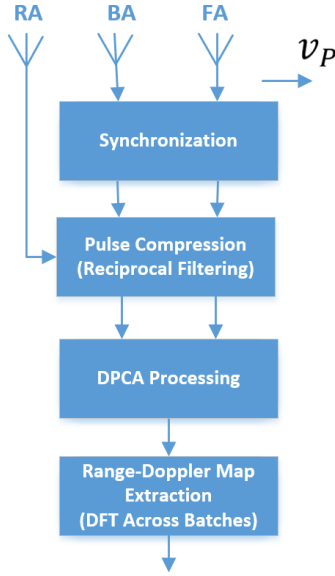 RA BA FA
v_P
Synchronization
Pulse Compression
(Reciprocal Filtering)
DPCA Processing
Range-Doppler Map
Extraction
(DFT Across Batches)